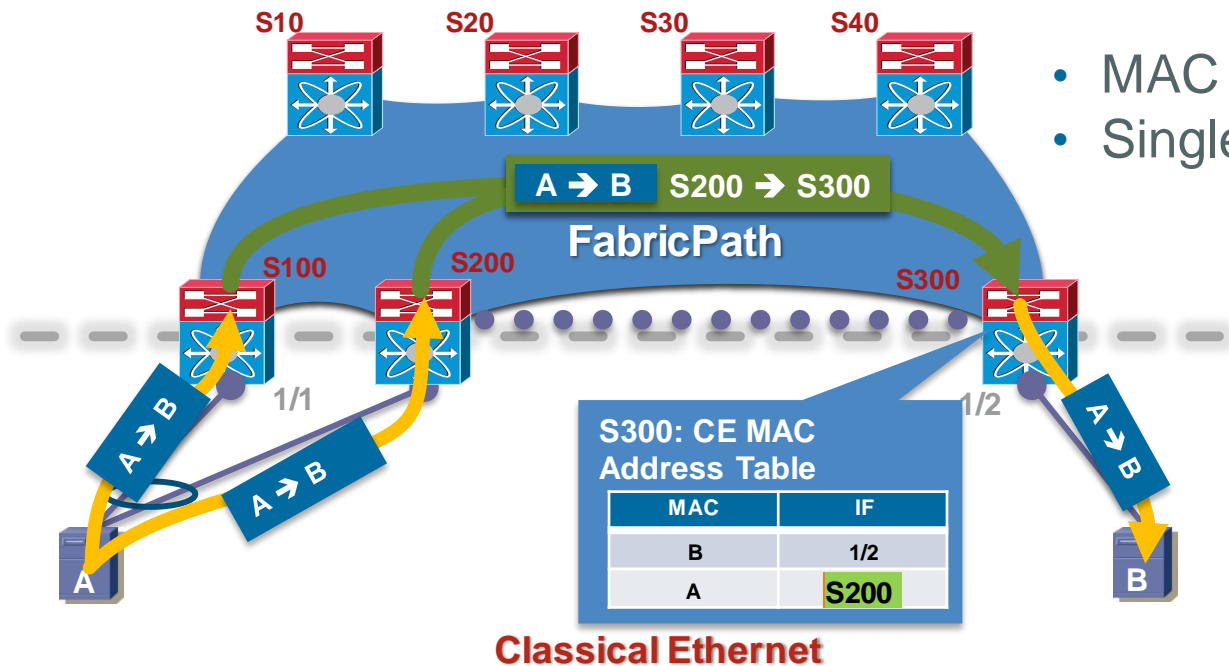 S10
S20
S30
S40
• MAC
• Single
A → B S200 → S300
FabricPath
S100
S200
S300
1/1
1/2
A → B
A → B
A → B
S300: CE MAC
Address Table
MAC IF
B 1/2
A S200
A
B
Classical Ethernet